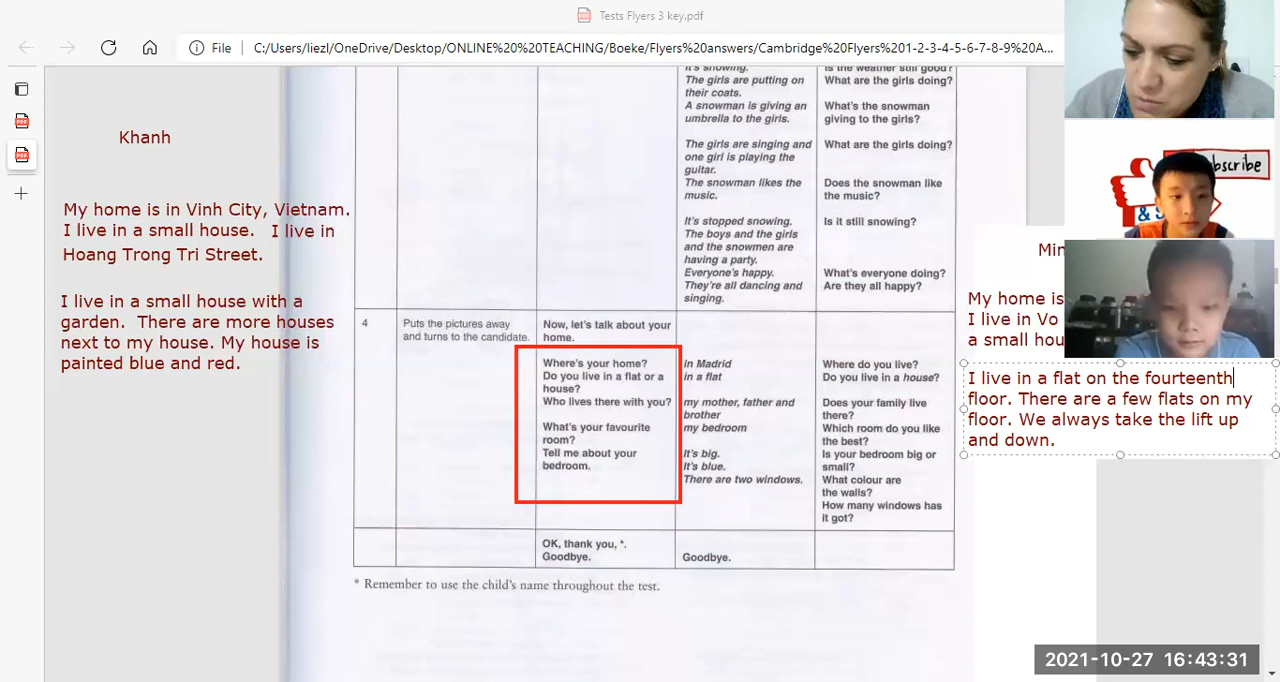 Tests Flyers 3 key.pdf
File
C:/Users/liezl/OneDrive/Desktop/ONLINE%20%20TEACHING/Boeke/Flyers%20answers/Cambridge%20Flyers%201-2-3-4-5-6-7-8-9%20A...
Khanh
My home is in Vinh City, Vietnam.
I live in a small house. I live in
Hoang Trong Tri Street.
I live in a small house with a
garden. There are more houses
next to my house. My house is
painted blue and red.
It's snowing.
The girls are putting on
their coats.
A snowman is giving an
umbrella to the girls.
The girls are singing and
one girl is playing the
guitar.
The snowman likes the
music.
It's stopped snowing.
The boys and the girls
and the snowmen are
having a party.
Everyone's happy.
They're all dancing and
singing.
Is the weather still good?
What are the girls doing?
What's the snowman
giving to the girls?
What are the girls doing?
Does the snowman like
the music?
Is it still snowing?
What's everyone doing?
Are they all happy?
4
Puts the pictures away
and turns to the candidate.
Now, let's talk about your
home.
Where's your home?
Do you live in a flat or a
house?
Who lives there with you?
What's your favourite
room?
Tell me about your
bedroom.
in Madrid
in a flat
my mother, father and
brother
my bedroom
It's big.
It's blue.
There are two windows.
Where do you live?
Do you live in a house?
Does your family live
there?
Which room do you like
the best?
Is your bedroom big or
small?
What colour are
the walls?
How many windows has
it got?
OK, thank you, *.
Goodbye.
Goodbye.
* Remember to use the child's name throughout the test.
My home is
I live in Vo
a small
I live in a flat on the fourteenth
floor. There are a few flats on my
floor. We always take the lift up
and down.
2021-10-27 16:43:31